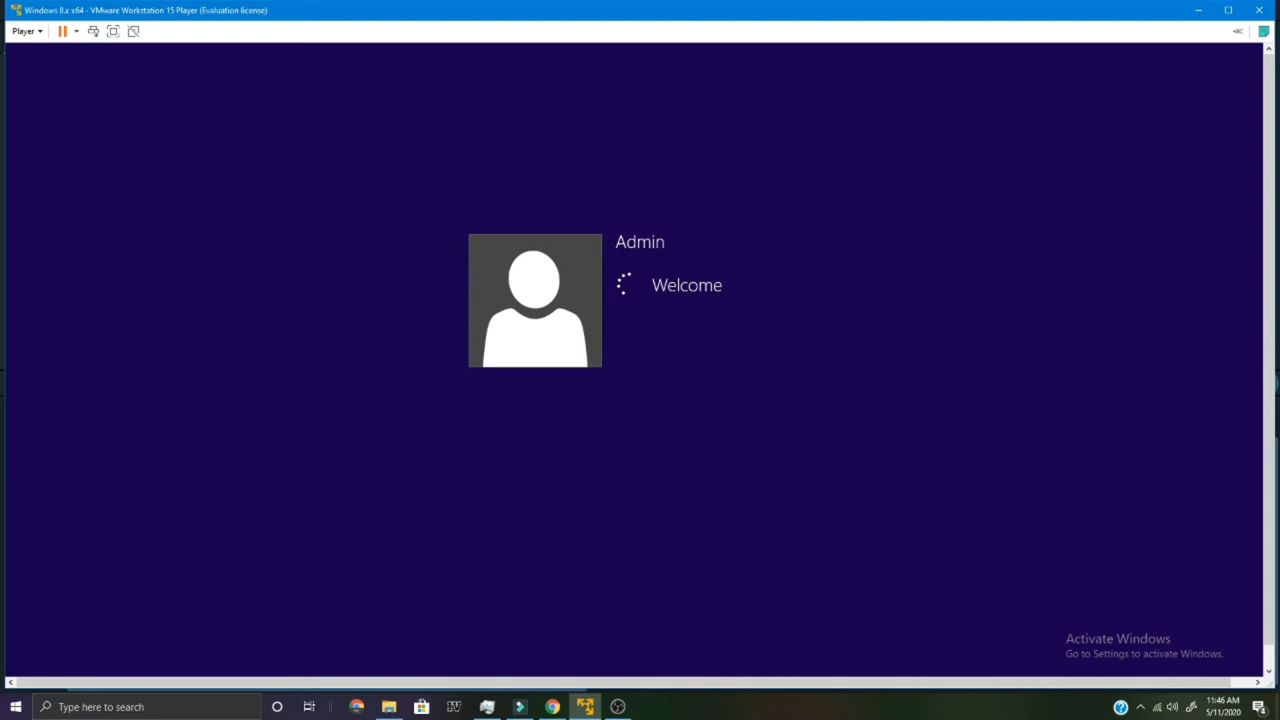 Windows 8.x x64 - VMware Workstation 15 Player (Evaluation license)
Player
Admin
Welcome
Activate Windows
Go to Settings to activate Windows.
Type here to search
11:46 AM
5/11/2020
4